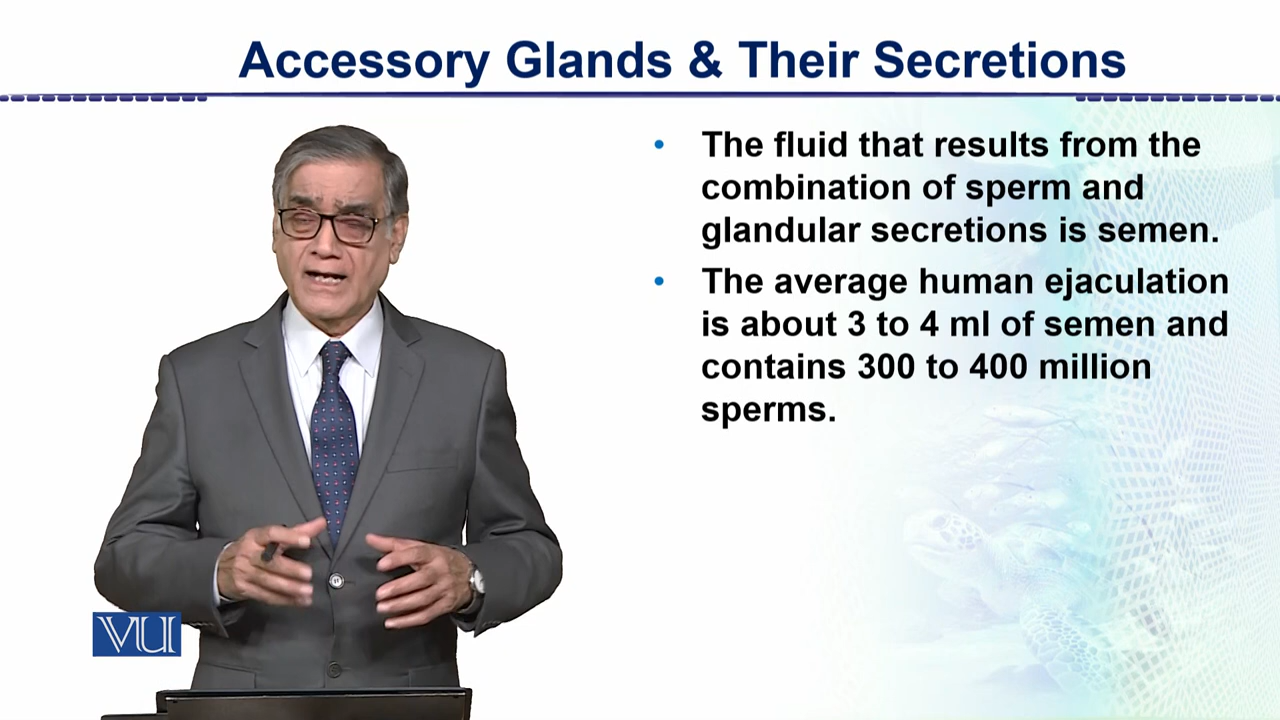 Accessory Glands & Their Secretions
• The fluid that results from the
combination of sperm and
glandular secretions is semen.
• The average human ejaculation
is about 3 to 4 ml of semen and
contains 300 to 400 million
sperms.
VU